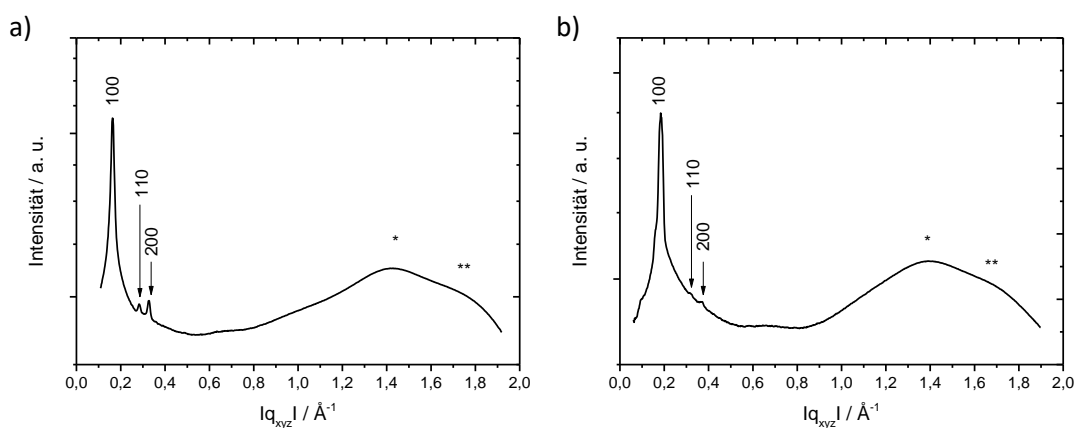 a)
Intensität / a. u.
100
110
200
*
**
0,0 0,2 0,4 0,6 0,8 1,0 1,2 1,4 1,6 1,8 2,0
Iq_xyz I / Å⁻¹
b)
Intensität / a. u.
100
110
200
*
**
0,0 0,2 0,4 0,6 0,8 1,0 1,2 1,4 1,6 1,8 2,0
Iq_xyz I / Å⁻¹